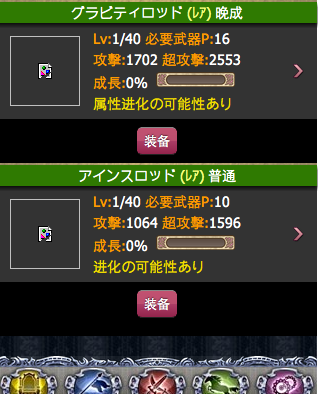 グラビティロッド (ﾚｱ) 晩成
Lv:1/40 必要武器P:16
攻撃:1702 超攻撃:2553
成長:0%
属性进化の可能性あり
装备
アインスロッド (ﾚｱ) 普通
Lv:1/40 必要武器P:10
攻撃:1064 超攻撃:1596
成長:0%
进化の可能性あり
装备